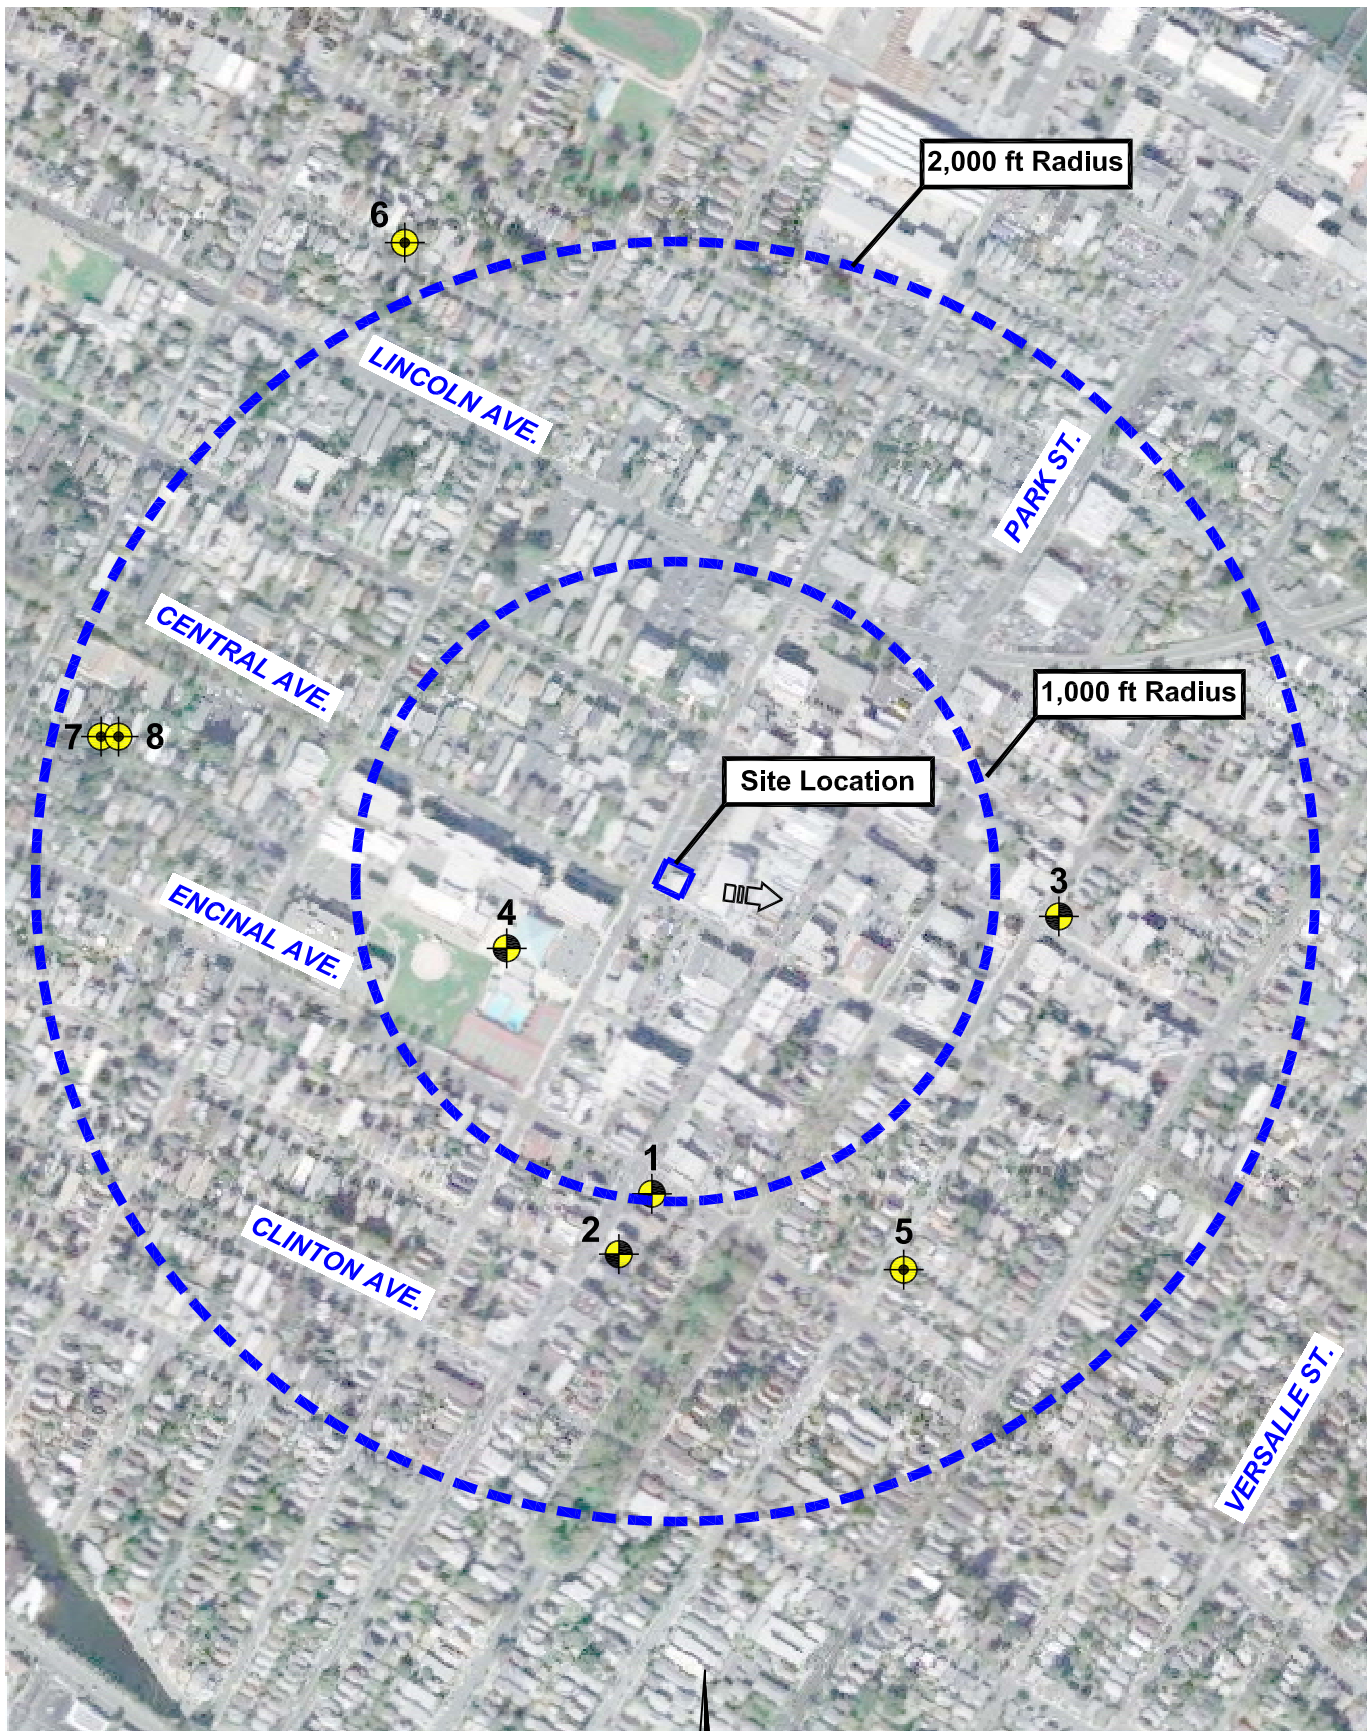 2,000 ft Radius
6
LINCOLN AVE.
PARK ST.
CENTRAL AVE.
1,000 ft Radius
7
8
Site Location
3
ENCINAL AVE.
4
1
2
5
CLINTON AVE.
VERSALLE ST.